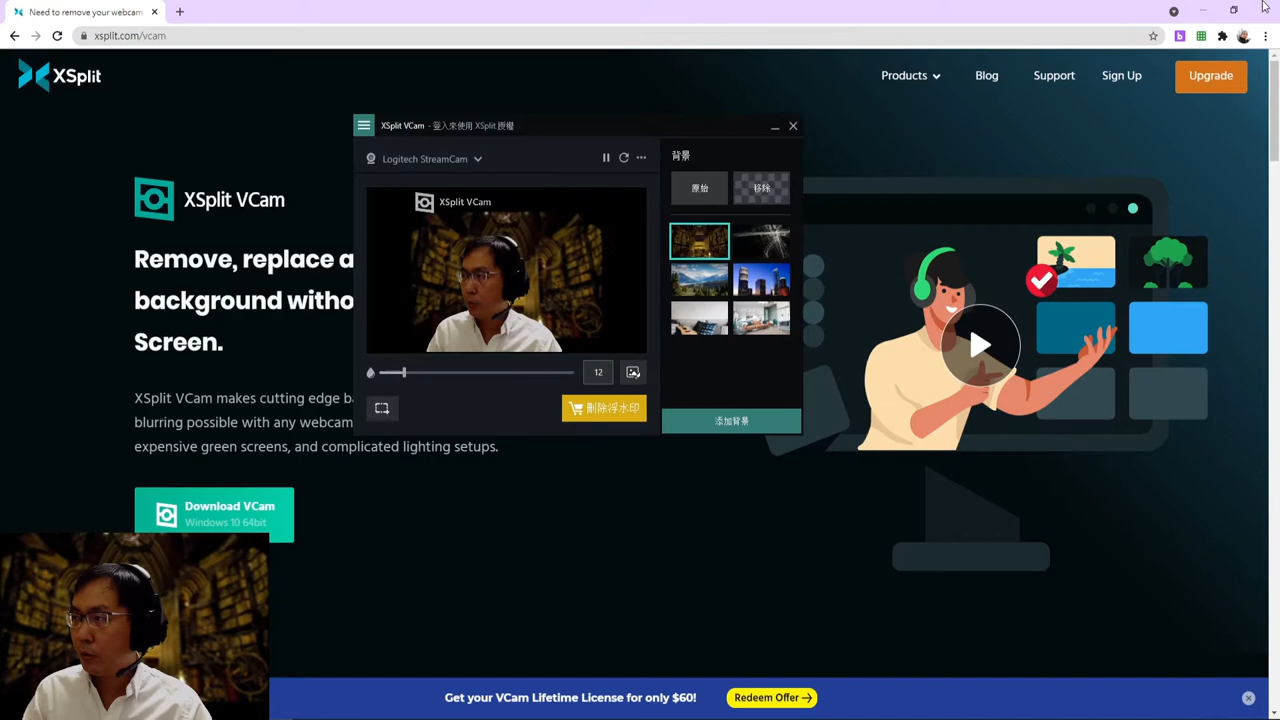 Need to remove your webcam
xsplit.com/vcam
XSplit
Products
Blog
Support
Sign Up
Upgrade
XSplit VCam - 登入來使用 XSplit 授權
Logitech StreamCam
背景
原始
移除
XSplit VCam
12
刪除浮水印
添加背景
XSplit VCam
Remove, replace a
background witho
Screen.
XSplit VCam makes cutting edge ba
blurring possible with any webcam
expensive green screens, and complicated lighting setups.
Download VCam
Windows 10 64bit
Get your VCam Lifetime License for only $60!
Redeem Offer